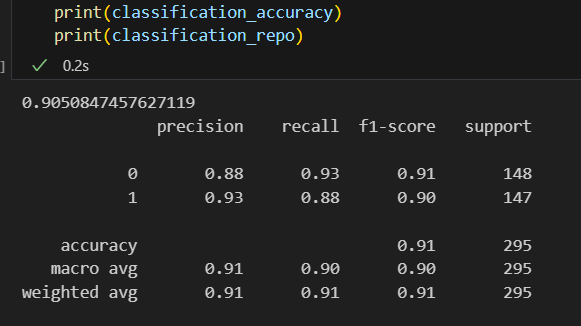 print(classification_accuracy)
print(classification_repo)
] ✓ 0.2s
0.9050847457627119
precision recall f1-score support
0 0.88 0.93 0.91 148
1 0.93 0.88 0.90 147
accuracy 0.91 295
macro avg 0.91 0.90 0.90 295
weighted avg 0.91 0.91 0.91 295